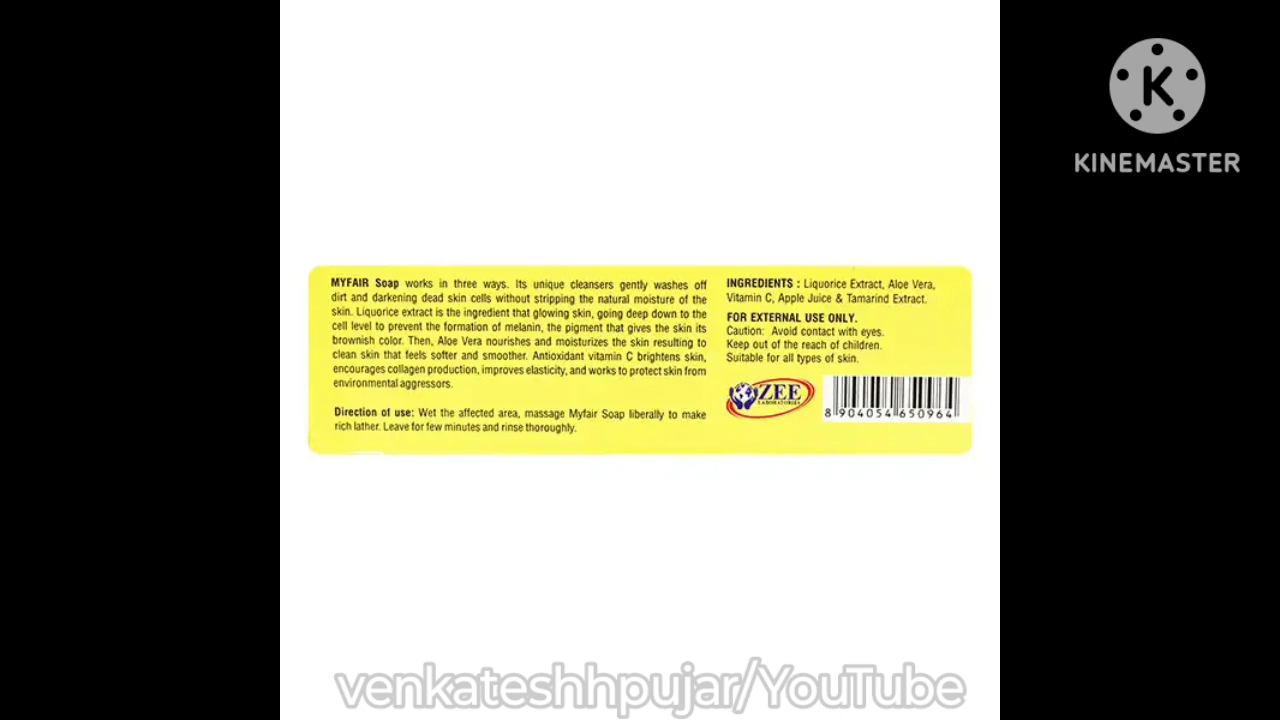 K
KINEMASTER
MYFAIR Soap works in three ways. Its unique cleansers gently washes off
dirt and darkening dead skin cells without stripping the natural moisture of the
skin. Liquorice extract is the ingredient that glowing skin, going deep down to the
cell level to prevent the formation of melanin, the pigment that gives the skin its
brownish color. Then, Aloe Vera nourishes and moisturizes the skin resulting to
clean skin that feels softer and smoother. Antioxidant vitamin C brightens skin,
encourages collagen production, improves elasticity, and works to protect skin from
environmental aggressors.
Direction of use: Wet the affected area, massage Myfair Soap liberally to make
rich lather. Leave for few minutes and rinse thoroughly.
INGREDIENTS : Liquorice Extract, Aloe Vera,
Vitamin C, Apple Juice & Tamarind Extract.
FOR EXTERNAL USE ONLY.
Caution: Avoid contact with eyes.
Keep out of the reach of children.
Suitable for all types of skin.
ZEE
LABORATORIES
8 904054 650964
venkateshhpujar/YouTube